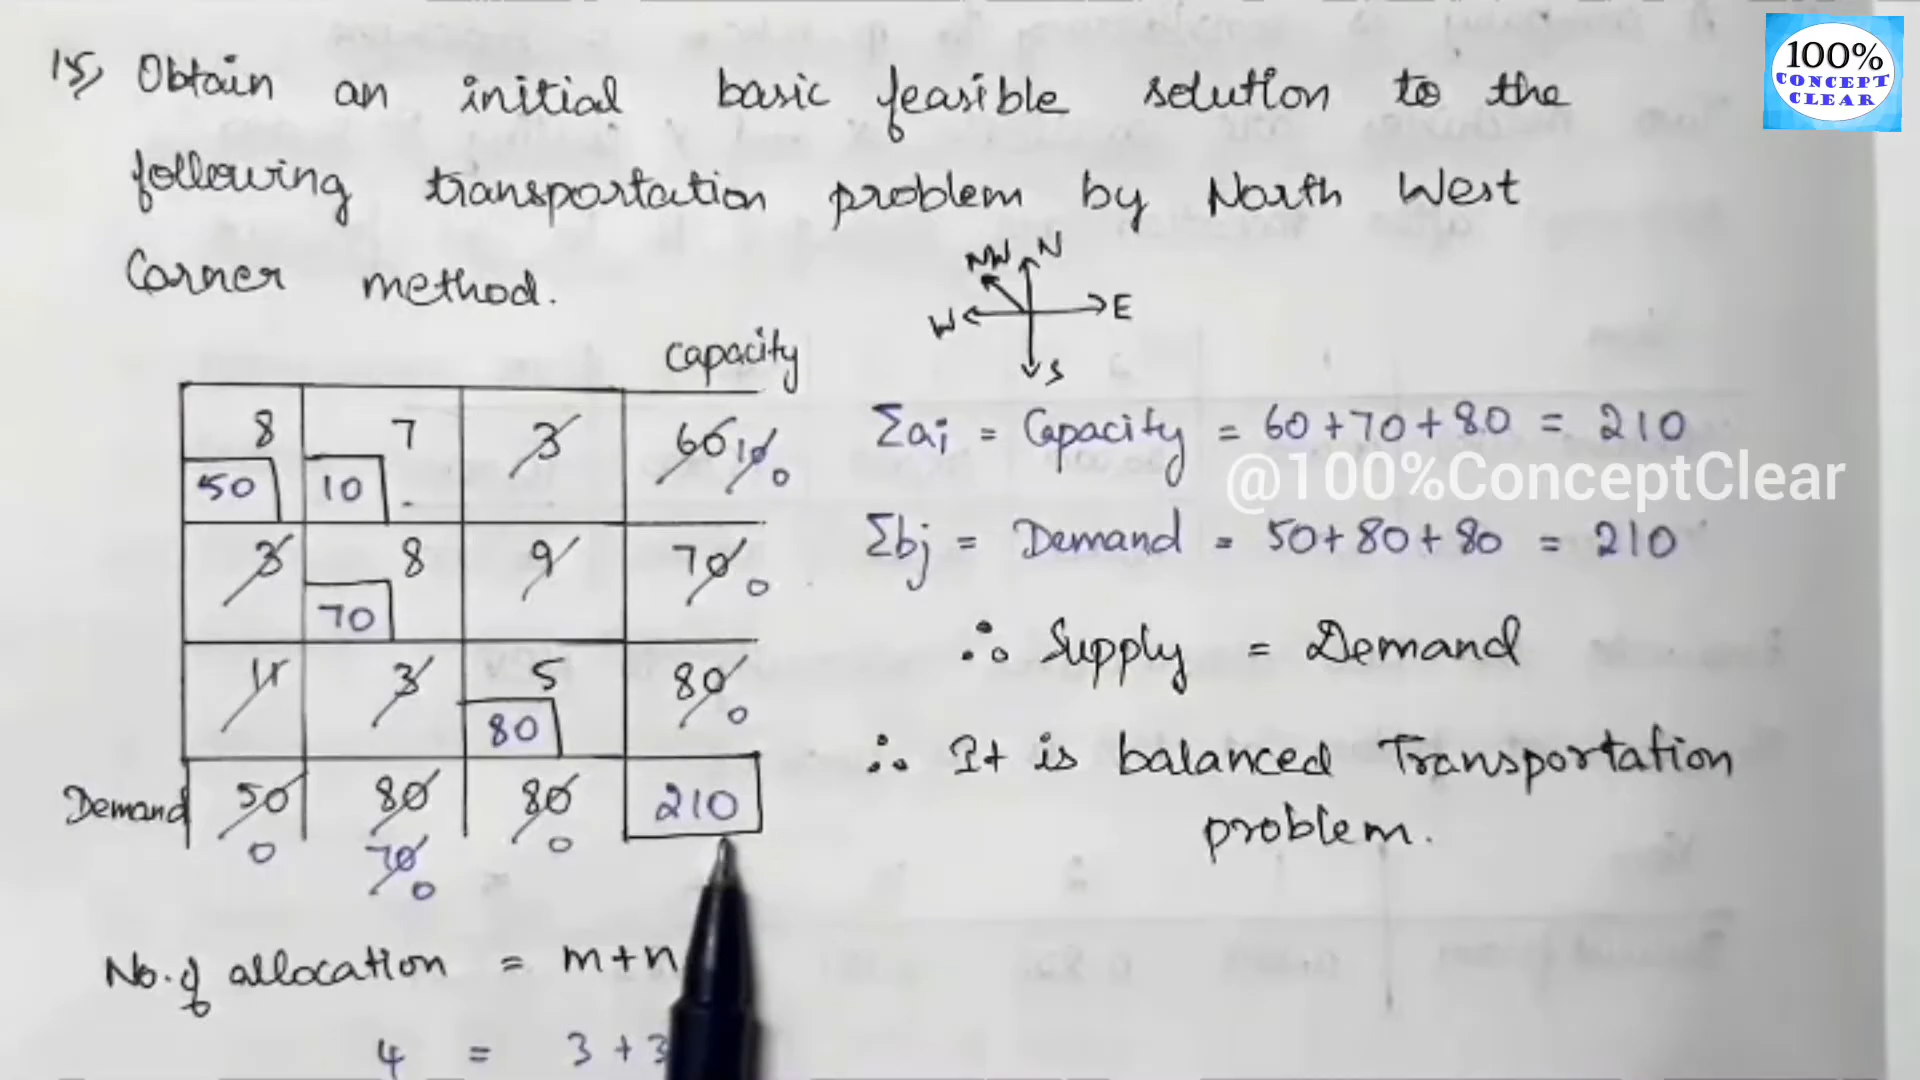 15, Obtain an initial basic feasible solution to the
following transportation problem by North West
Corner method.
NW N
W E
S
100%
CONCEPT
CLEAR
capacity
8 7 3 60 10 0
50 10
3 8 9 70 0
70
11 3 5 80 0
80
Demand 50 80 80 210
0 70 0 0
Σai = Capacity = 60+70+80 = 210
@100%ConceptClear
Σbj = Demand = 50+80+80 = 210
∴ Supply = Demand
∴ It is balanced Transportation
problem.
No. of allocation = m+n
4 = 3+3